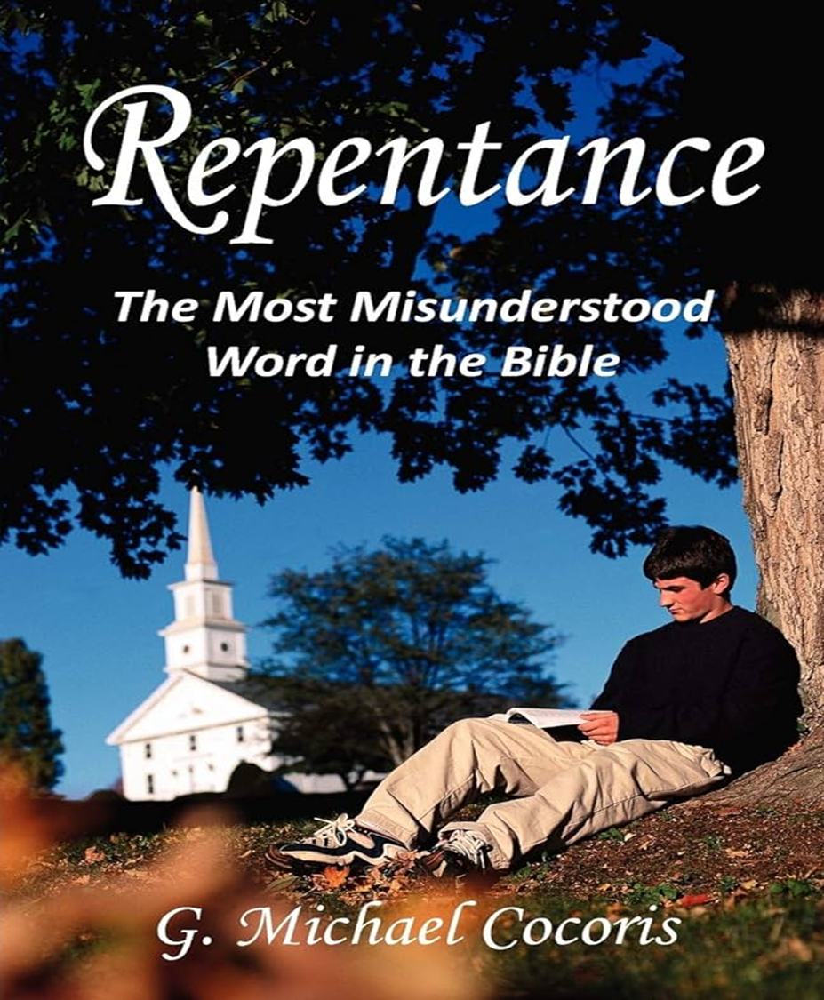 Repentance
The Most Misunderstood
Word in the Bible
G. Michael Cocoris